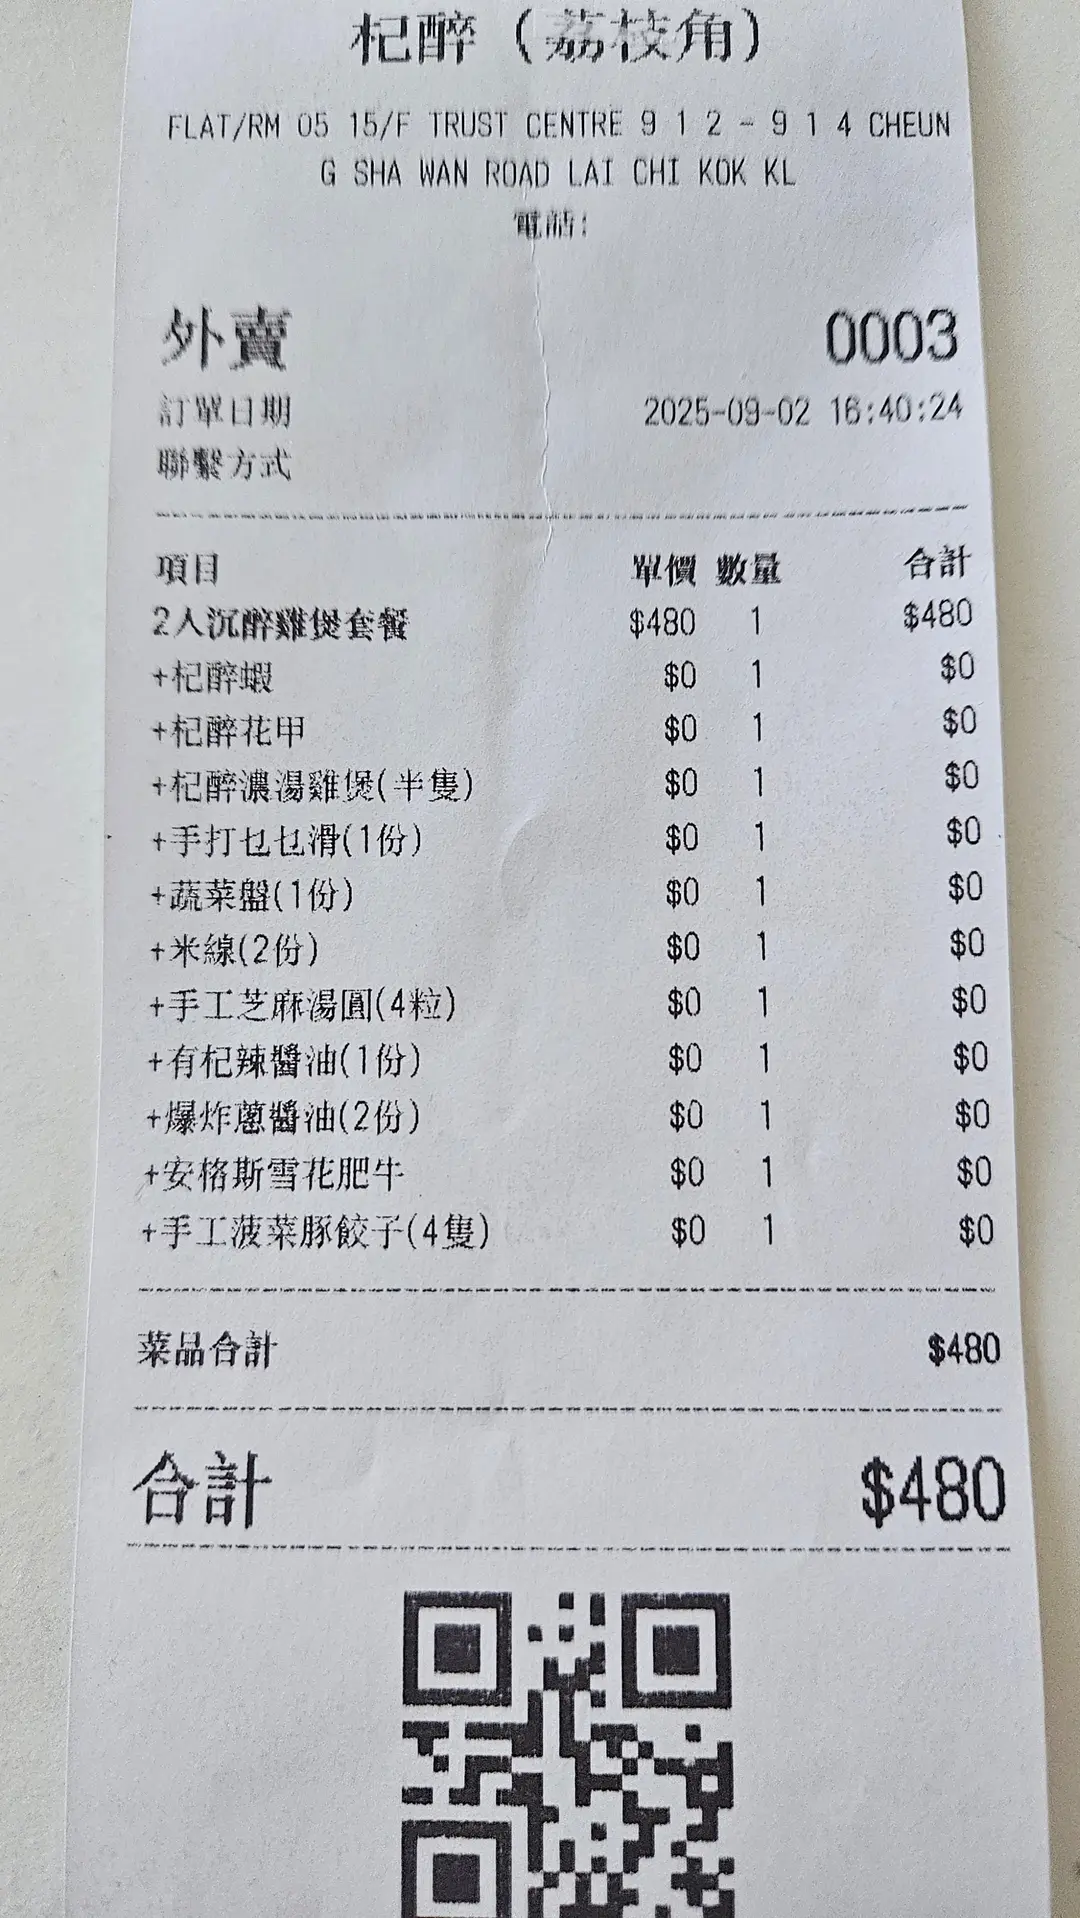 杞醉（荔枝角）
FLAT/RM 05 15/F TRUST CENTRE 9 1 2 - 9 1 4 CHEUN
G SHA WAN ROAD LAI CHI KOK KL
電話:
外賣 0003
訂單日期 2025-09-02 16:40:24
聯繫方式
項目 單價 數量 合計
2人沉醉雞煲套餐 $480 1 $480
+杞醉蝦 $0 1 $0
+杞醉花甲 $0 1 $0
+杞醉濃湯雞煲(半隻) $0 1 $0
+手打乜乜滑(1份) $0 1 $0
+蔬菜盤(1份) $0 1 $0
+米線(2份) $0 1 $0
+手工芝麻湯圓(4粒) $0 1 $0
+有杞辣醬油(1份) $0 1 $0
+爆炸蔥醬油(2份) $0 1 $0
+安格斯雪花肥牛 $0 1 $0
+手工菠菜豚餃子(4隻) $0 1 $0
菜品合計 $480
合計 $480